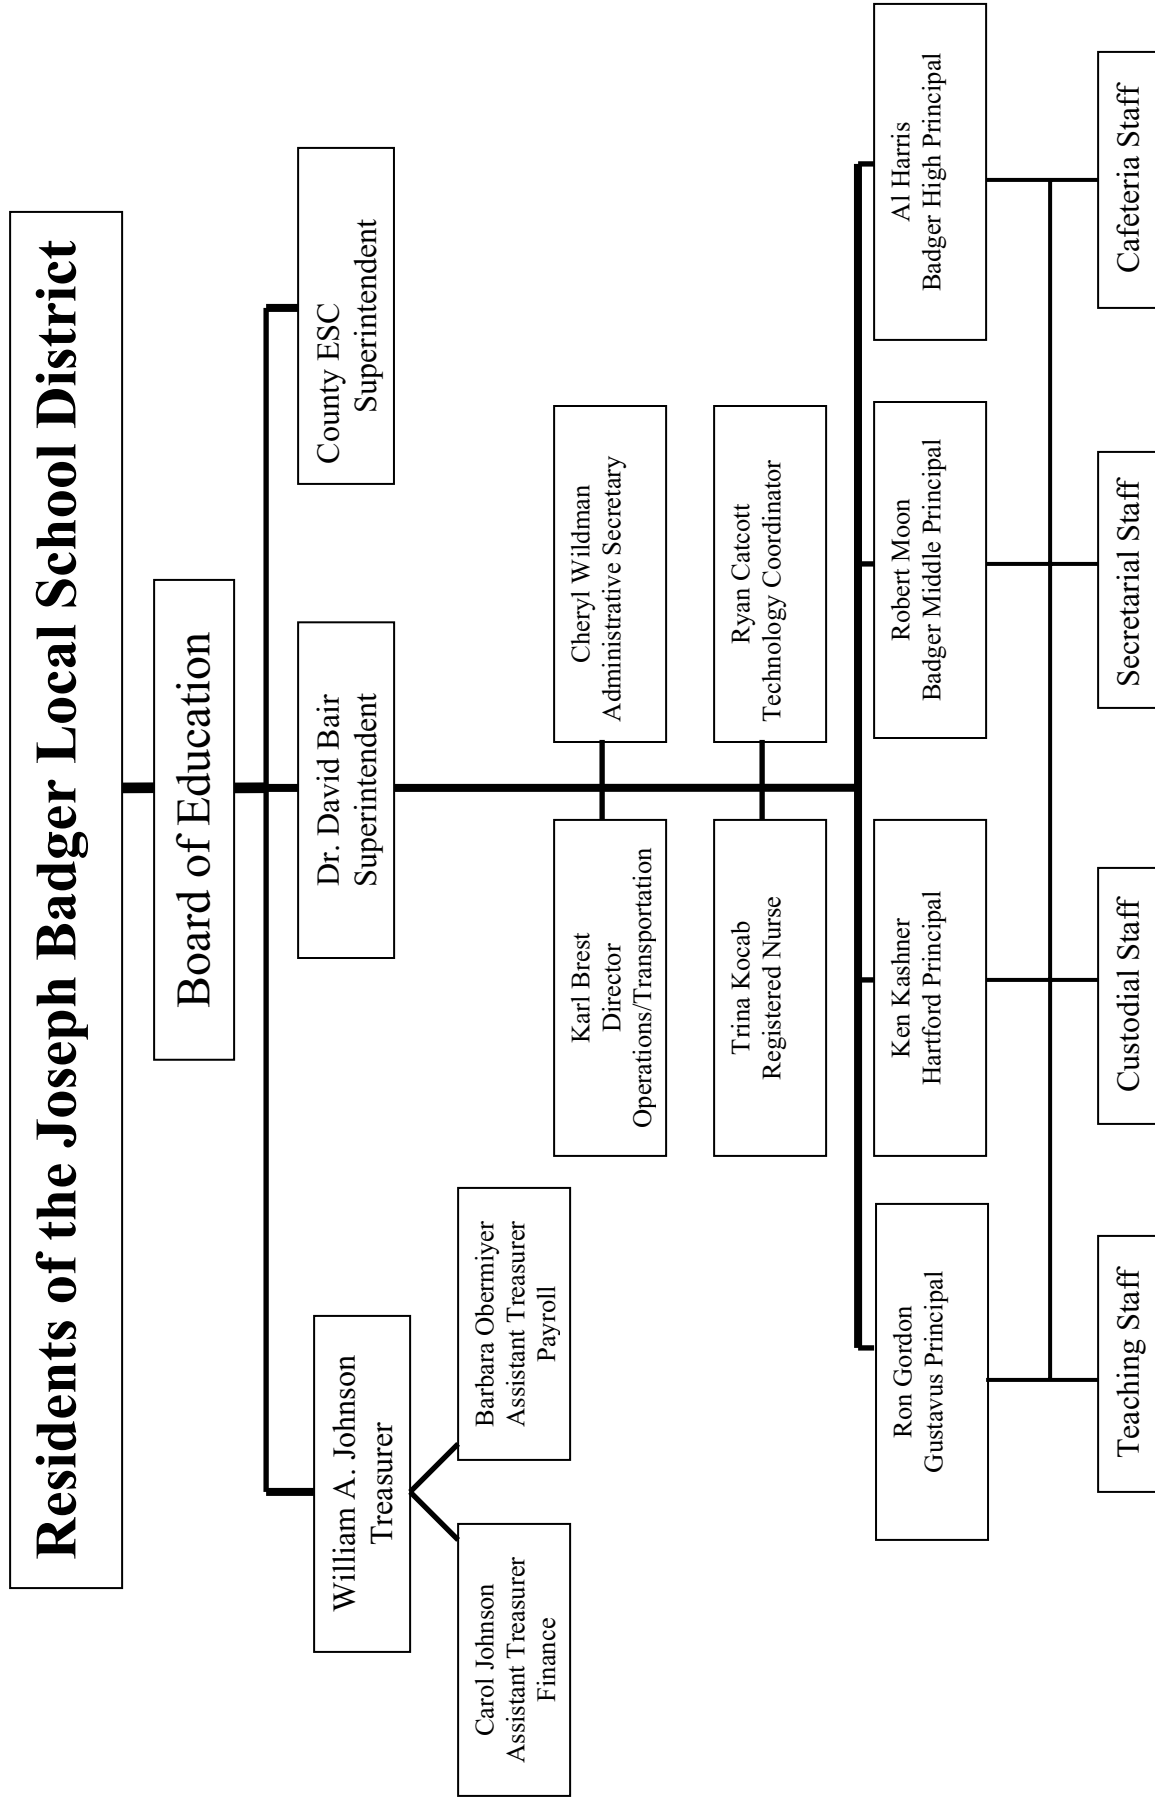 Residents of the Joseph Badger Local School District
Board of Education
William A. Johnson
Treasurer
Dr. David Bair
Superintendent
County ESC
Superintendent
Carol Johnson
Assistant Treasurer
Finance
Barbara Obermiyer
Assistant Treasurer
Payroll
Karl Brest
Director
Operations/Transportation
Cheryl Wildman
Administrative Secretary
Trina Kocab
Registered Nurse
Ryan Catcott
Technology Coordinator
Ron Gordon
Gustavus Principal
Ken Kashner
Hartford Principal
Robert Moon
Badger Middle Principal
Al Harris
Badger High Principal
Teaching Staff
Custodial Staff
Secretarial Staff
Cafeteria Staff